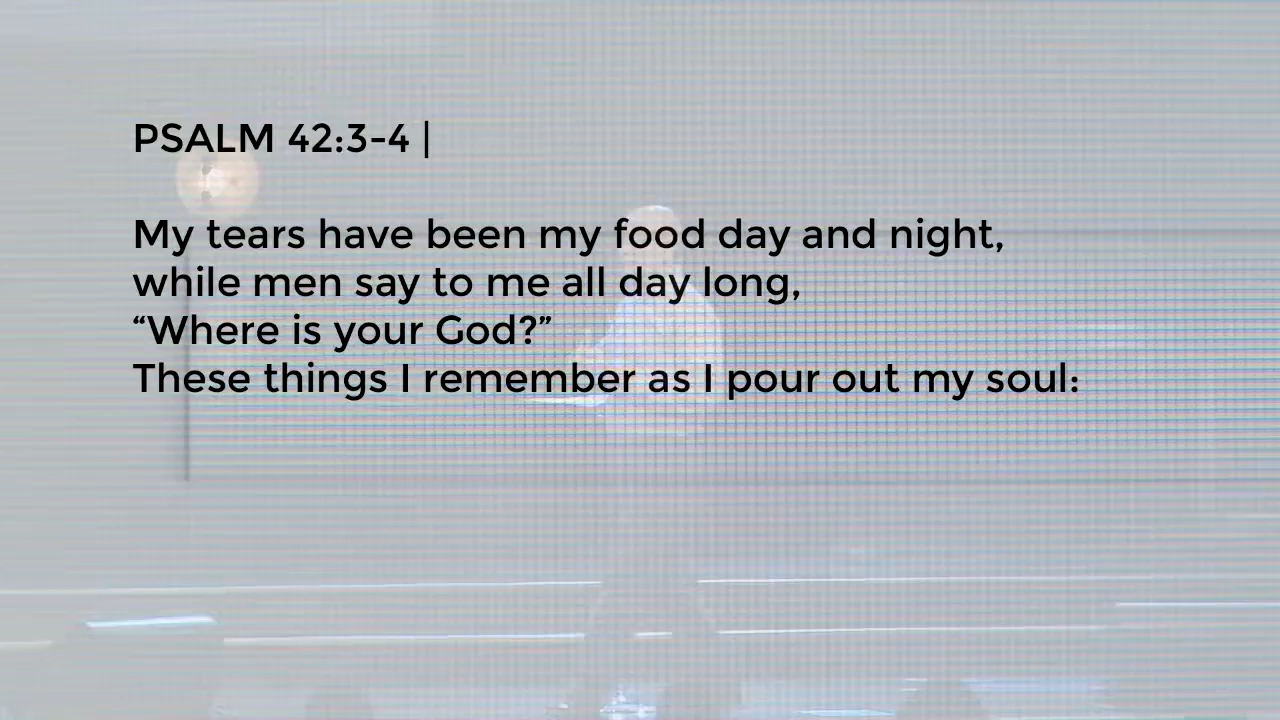 PSALM 42:3-4 |
My tears have been my food day and night,
while men say to me all day long,
“Where is your God?”
These things I remember as I pour out my soul: